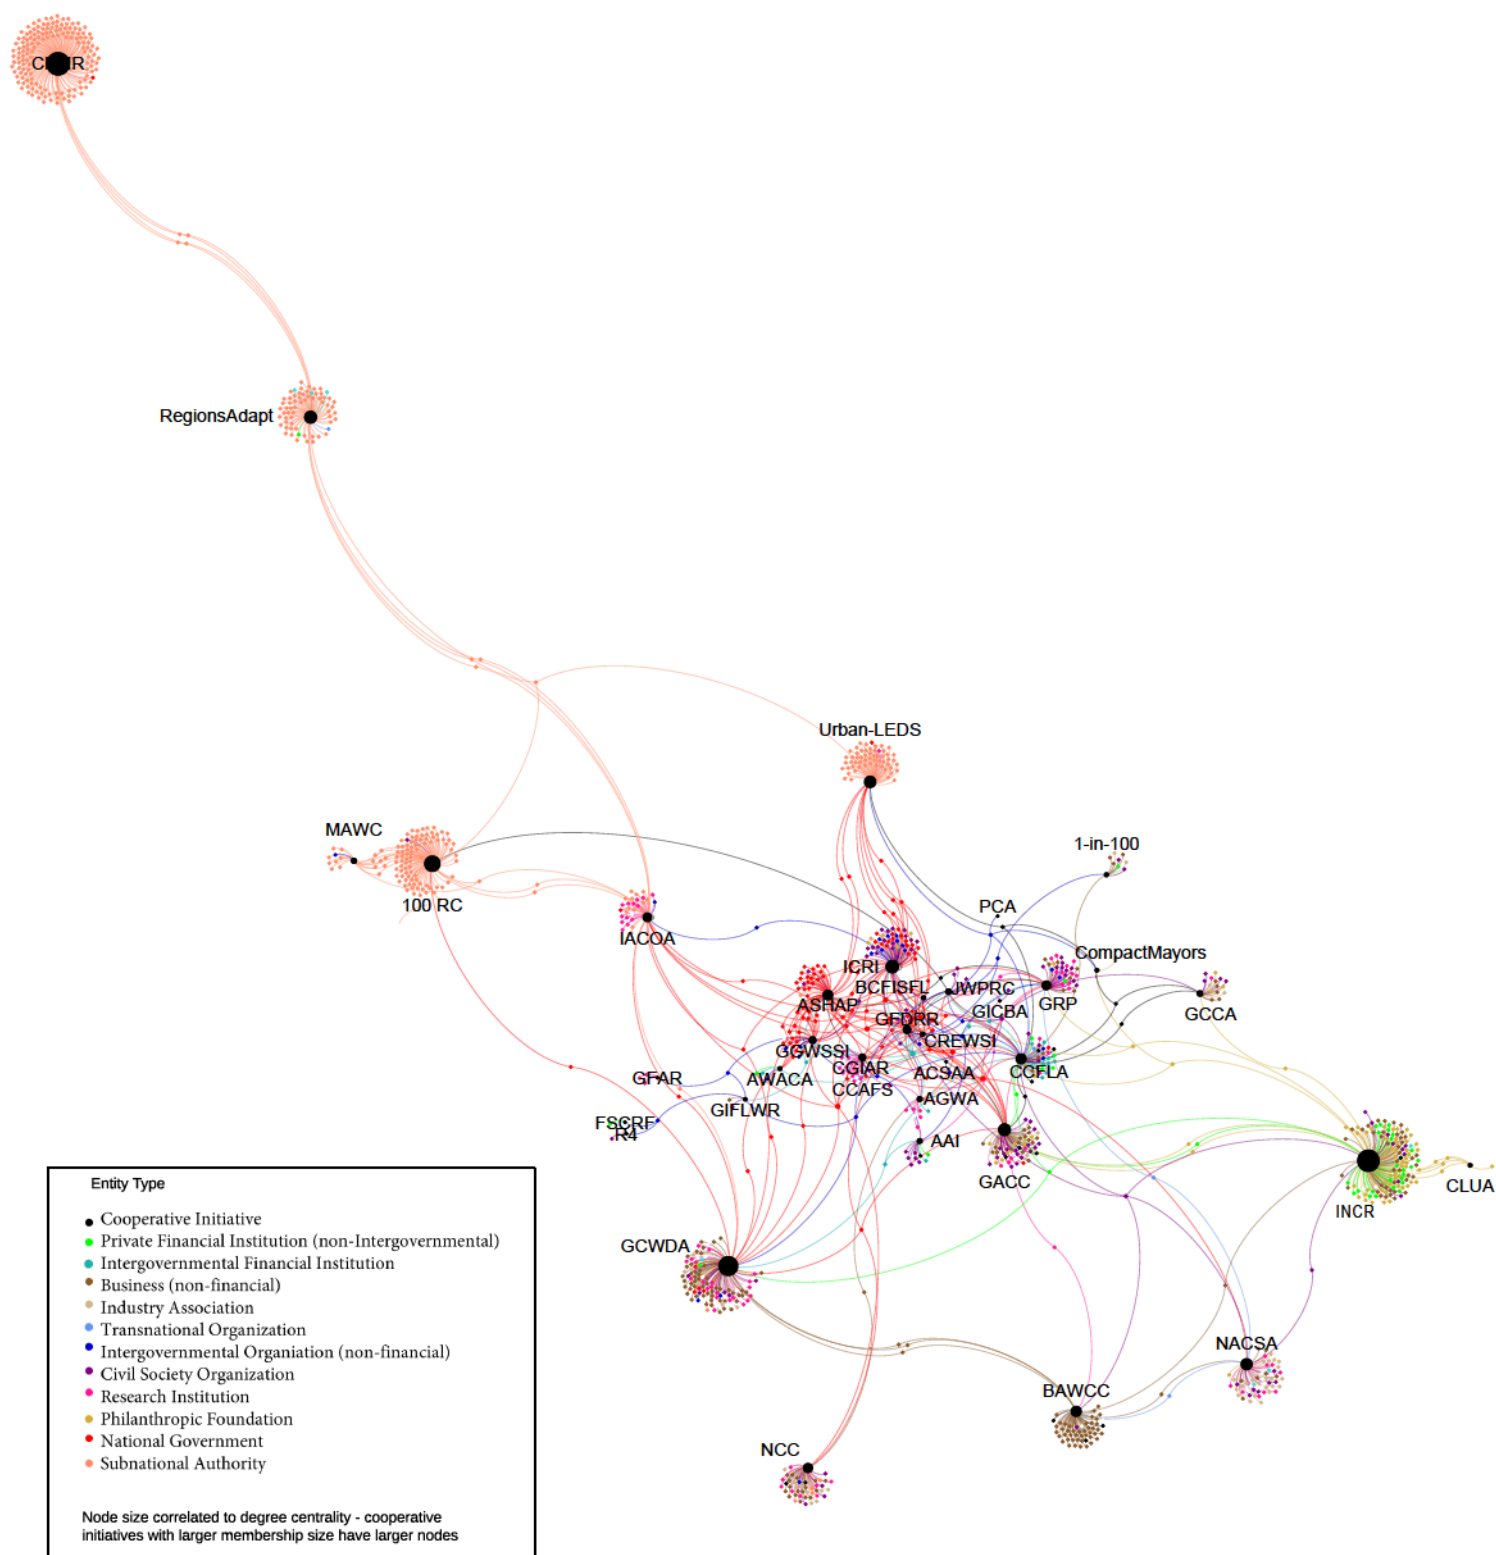 RegionsAdapt
Urban-LEDS
MAWC
100 RC
1-in-100
PCA
IACOA
CompactMayors
ICRI
BCFISFL
JWPRC
ASHAP
GRP
GICBA
GCCA
GFDRR
CREWSI
GGWSSI
CGIAR
ACSAA
CCFLA
GFAR
AWACA
CCAFS
AGWA
GIFLWR
FSCRF
R4
AAI
GACC
CLUA
INCR
GCWDA
NACSA
BAWCC
NCC
Entity Type
Cooperative Initiative
Private Financial Institution (non-Intergovernmental)
Intergovernmental Financial Institution
Business (non-financial)
Industry Association
Transnational Organization
Intergovernmental Organiation (non-financial)
Civil Society Organization
Research Institution
Philanthropic Foundation
National Government
Subnational Authority
Node size correlated to degree centrality - cooperative
initiatives with larger membership size have larger nodes